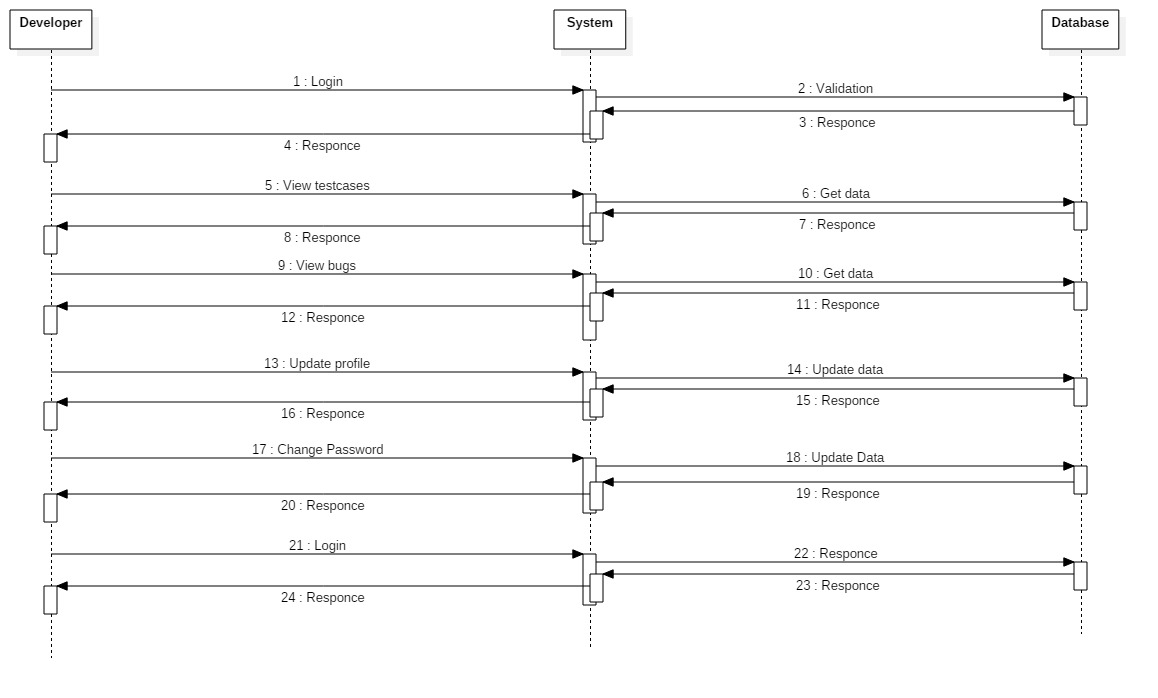 Developer
System
Database
1 : Login
2 : Validation
3 : Responce
4 : Responce
5 : View testcases
6 : Get data
7 : Responce
8 : Responce
9 : View bugs
10 : Get data
11 : Responce
12 : Responce
13 : Update profile
14 : Update data
15 : Responce
16 : Responce
17 : Change Password
18 : Update Data
19 : Responce
20 : Responce
21 : Login
22 : Responce
23 : Responce
24 : Responce